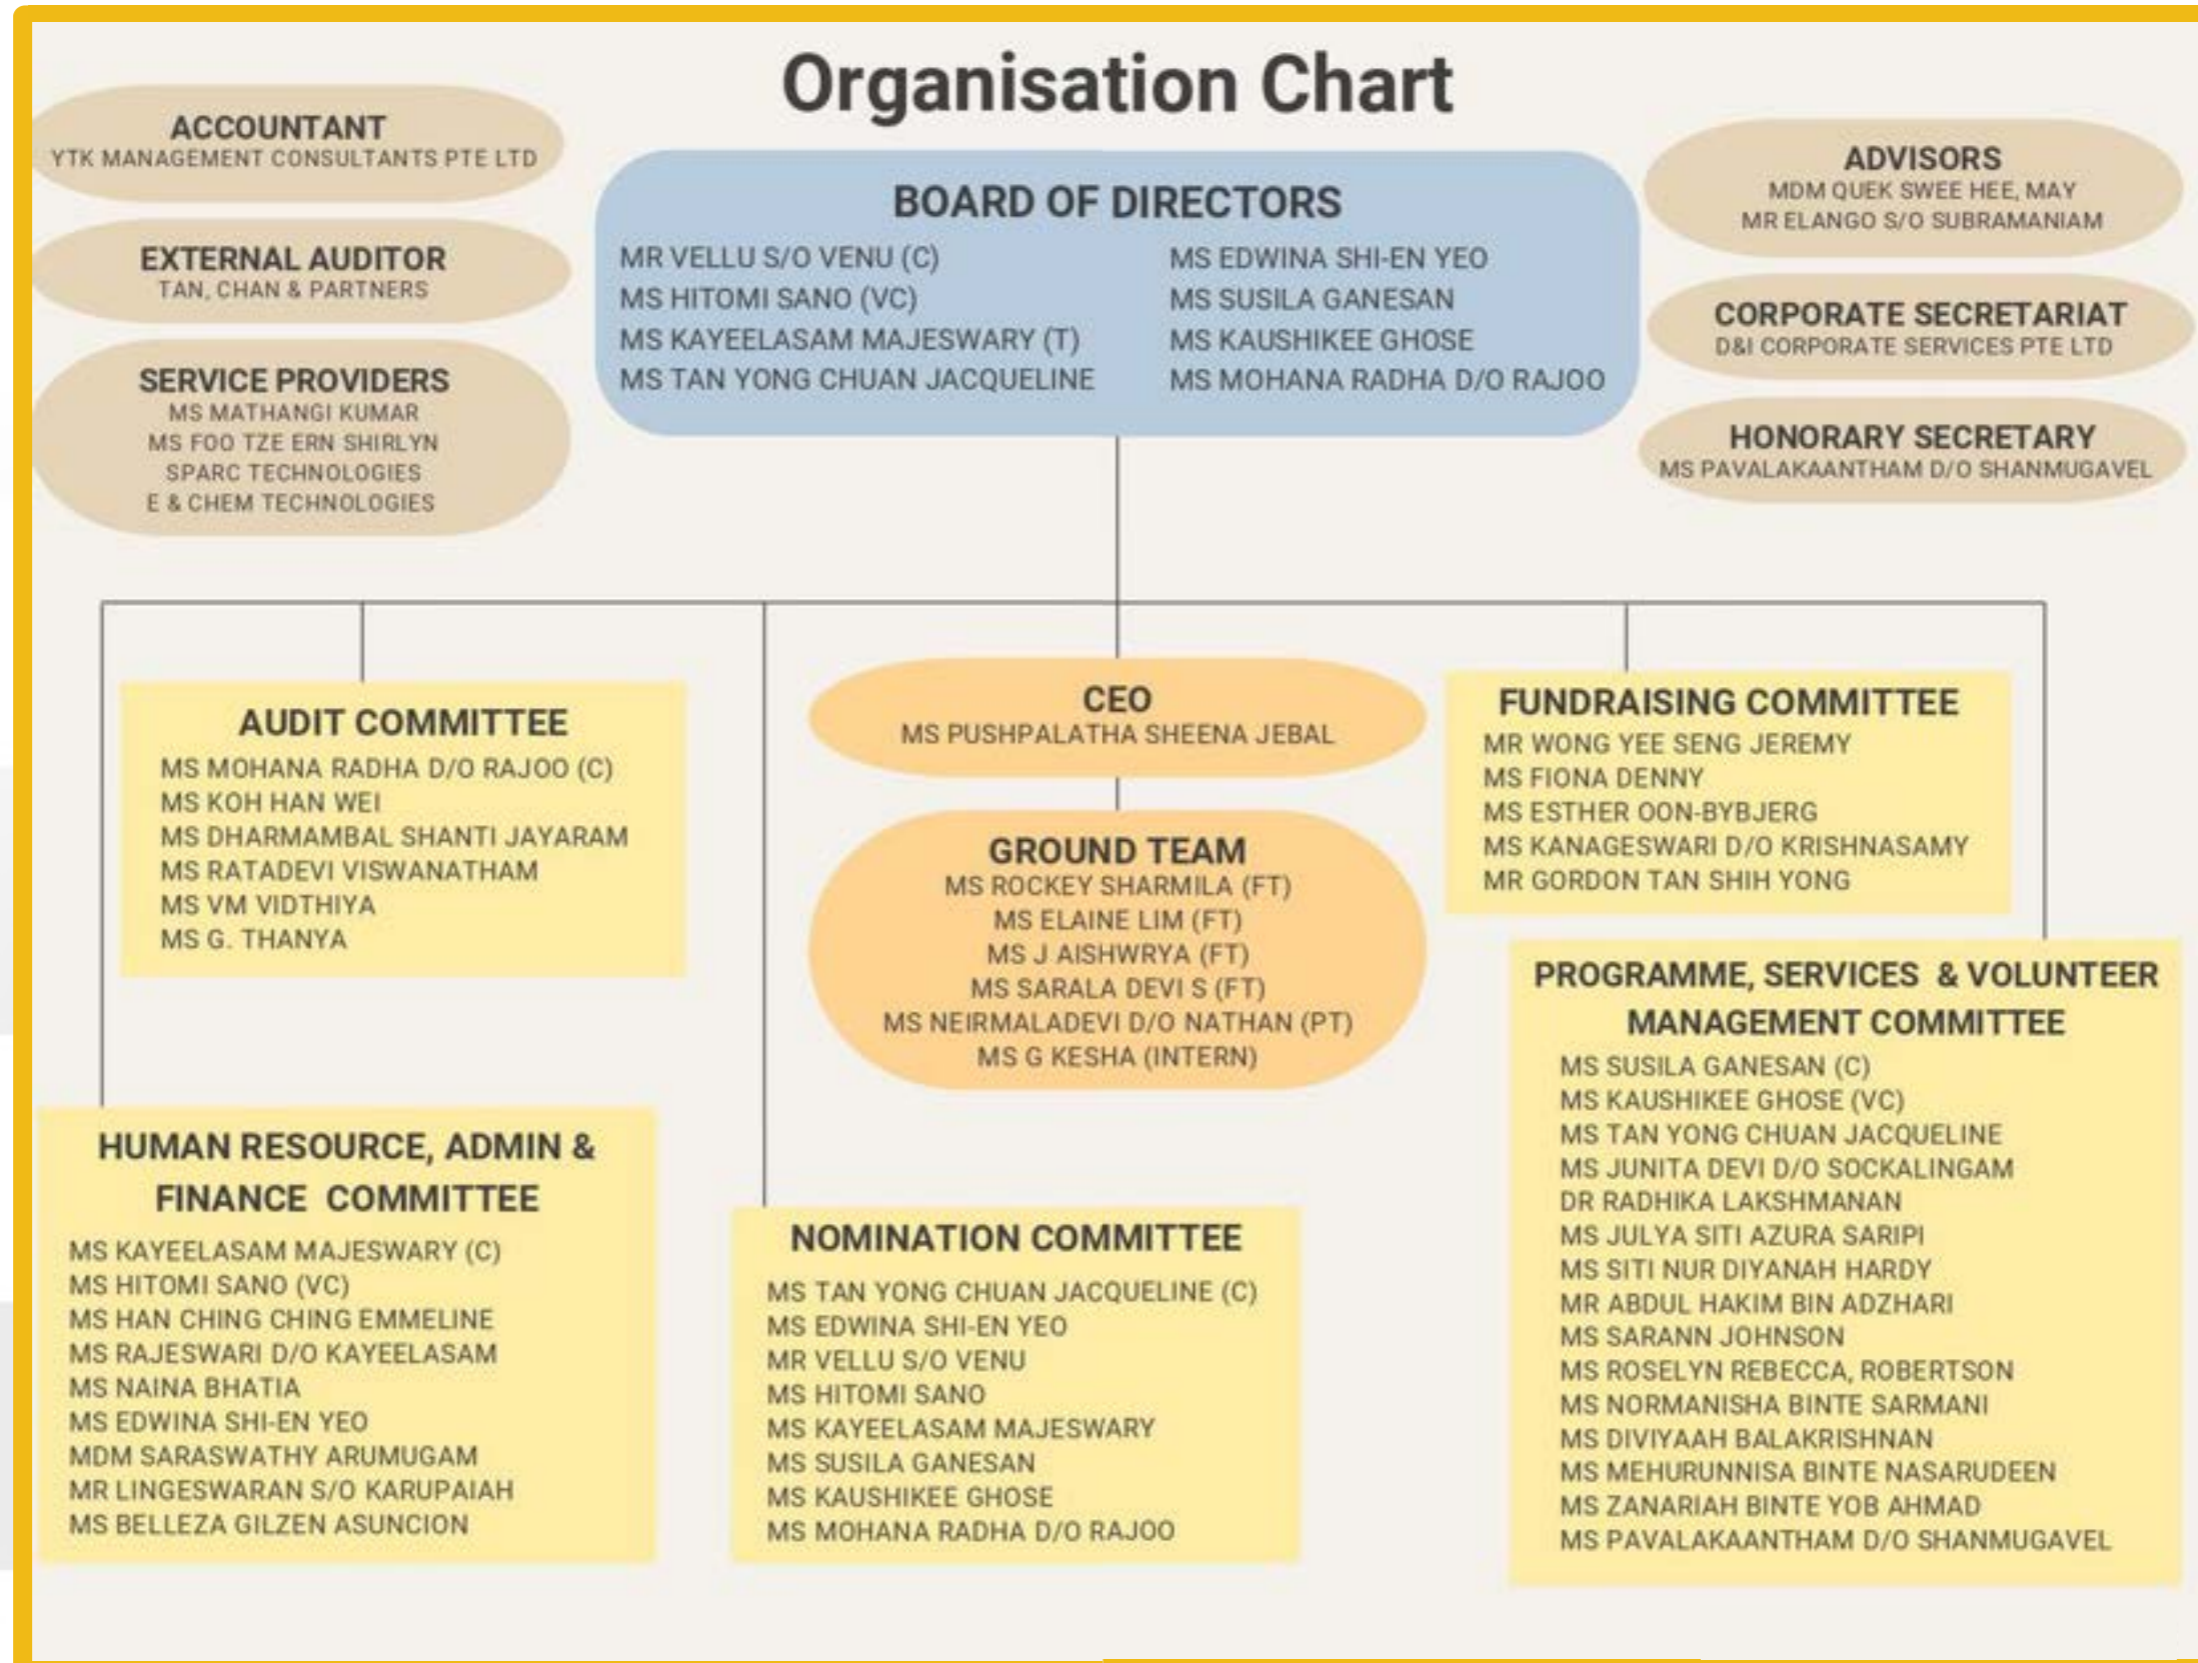 Organisation Chart
ACCOUNTANT
YTK MANAGEMENT CONSULTANTS PTE LTD
EXTERNAL AUDITOR
TAN, CHAN & PARTNERS
SERVICE PROVIDERS
MS MATHANGI KUMAR
MS FOO TZE ERN SHIRLYN
SPARC TECHNOLOGIES
E & CHEM TECHNOLOGIES
BOARD OF DIRECTORS
MR VELLU S/O VENU (C)
MS HITOMI SANO (VC)
MS KAYEELASAM MAJESWARY (T)
MS TAN YONG CHUAN JACQUELINE
MS EDWINA SHI-EN YEO
MS SUSILA GANESAN
MS KAUSHIKEE GHOSE
MS MOHANA RADHA D/O RAJOO
ADVISORS
MDM QUEK SWEE HEE, MAY
MR ELANGO S/O SUBRAMANIAM
CORPORATE SECRETARIAT
D&I CORPORATE SERVICES PTE LTD
HONORARY SECRETARY
MS PAVALAKAANTHAM D/O SHANMUGAVEL
AUDIT COMMITTEE
MS MOHANA RADHA D/O RAJOO (C)
MS KOH HAN WEI
MS DHARMAMBAL SHANTI JAYARAM
MS RATADEVI VISWANATHAM
MS VM VIDTHIYA
MS G. THANYA
CEO
MS PUSHPALATHA SHEENA JEBAL
GROUND TEAM
MS ROCKEY SHARMILA (FT)
MS ELAINE LIM (FT)
MS J AISHWRYA (FT)
MS SARALA DEVI S (FT)
MS NEIRMALADEVI D/O NATHAN (PT)
MS G KESHA (INTERN)
FUNDRAISING COMMITTEE
MR WONG YEE SENG JEREMY
MS FIONA DENNY
MS ESTHER OON-BYBJERG
MS KANAGESWARI D/O KRISHNASAMY
MR GORDON TAN SHIH YONG
HUMAN RESOURCE, ADMIN &
FINANCE COMMITTEE
MS KAYEELASAM MAJESWARY (C)
MS HITOMI SANO (VC)
MS HAN CHING CHING EMMELINE
MS RAJESWARI D/O KAYEELASAM
MS NAINA BHATIA
MS EDWINA SHI-EN YEO
MDM SARASWATHY ARUMUGAM
MR LINGESWARAN S/O KARUPAIAH
MS BELLEZA GILZEN ASUNCION
NOMINATION COMMITTEE
MS TAN YONG CHUAN JACQUELINE (C)
MS EDWINA SHI-EN YEO
MR VELLU S/O VENU
MS HITOMI SANO
MS KAYEELASAM MAJESWARY
MS SUSILA GANESAN
MS KAUSHIKEE GHOSE
MS MOHANA RADHA D/O RAJOO
PROGRAMME, SERVICES & VOLUNTEER
MANAGEMENT COMMITTEE
MS SUSILA GANESAN (C)
MS KAUSHIKEE GHOSE (VC)
MS TAN YONG CHUAN JACQUELINE
MS JUNITA DEVI D/O SOCKALINGAM
DR RADHIKA LAKSHMANAN
MS JULYA SITI AZURA SARIPI
MS SITI NUR DIYANAH HARDY
MR ABDUL HAKIM BIN ADZHARI
MS SARANN JOHNSON
MS ROSELYN REBECCA, ROBERTSON
MS NORMANISHA BINTE SARMANI
MS DIVIYAAH BALAKRISHNAN
MS MEHURUNNISA BINTE NASARUDEEN
MS ZANARIAH BINTE YOB AHMAD
MS PAVALAKAANTHAM D/O SHANMUGAVEL